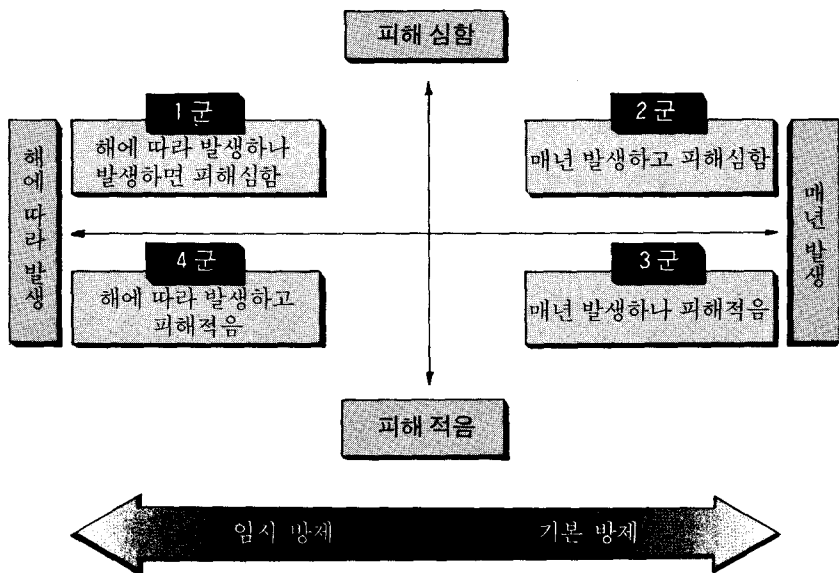 피해 심함
1군
해에 따라 발생하나
발생하면 피해심함
2군
매년 발생하고 피해심함
해에 따라 발생
매년 발생
4군
해에 따라 발생하고
피해적음
3군
매년 발생하나 피해적음
피해 적음
임시 방제
기본 방제